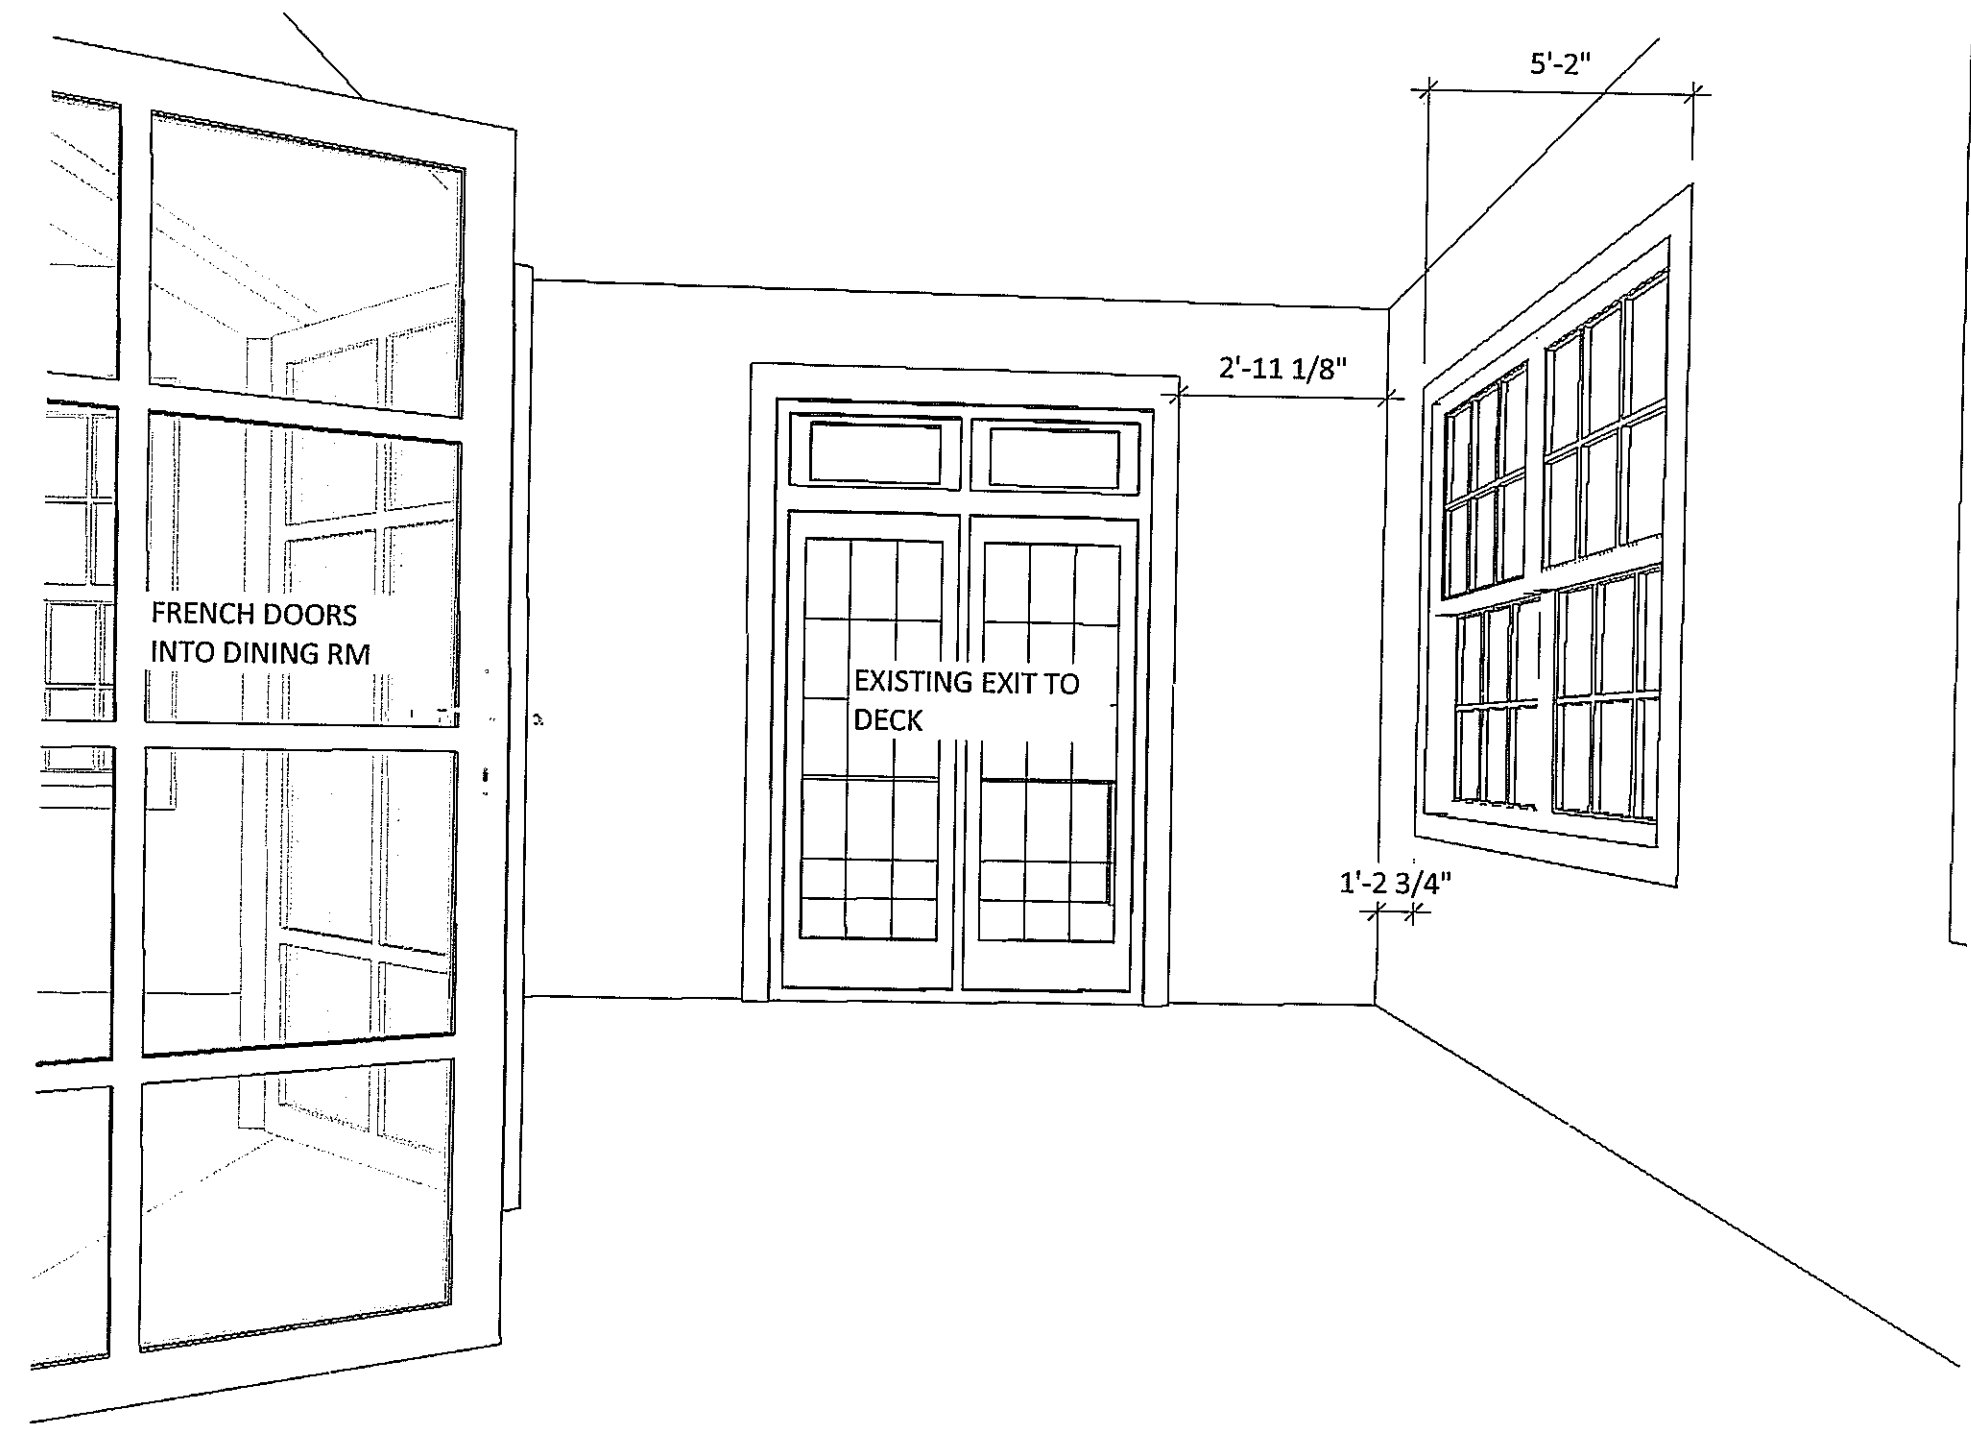 5'-2"
2'-11 1/8"
FRENCH DOORS
INTO DINING RM
EXISTING EXIT TO
DECK
1'-2 3/4"